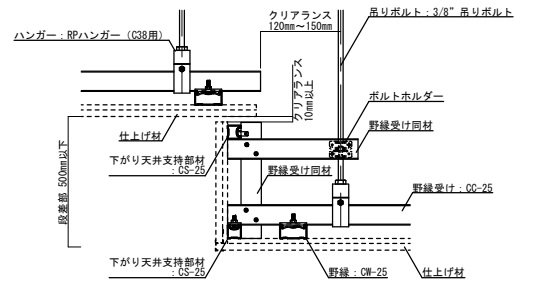 クリアランス
120mm～150mm
吊りボルト：3/8"吊りボルト
ハンガー：RPハンガー（C38用）
クリアランス
10mm以上
ボルトホルダー
野縁受け同材
仕上げ材
段差部 500mm以下
下がり天井支持部材
：CS-25
野縁受け同材
野縁受け：CC-25
下がり天井支持部材
：CS-25
野縁：CW-25
仕上げ材